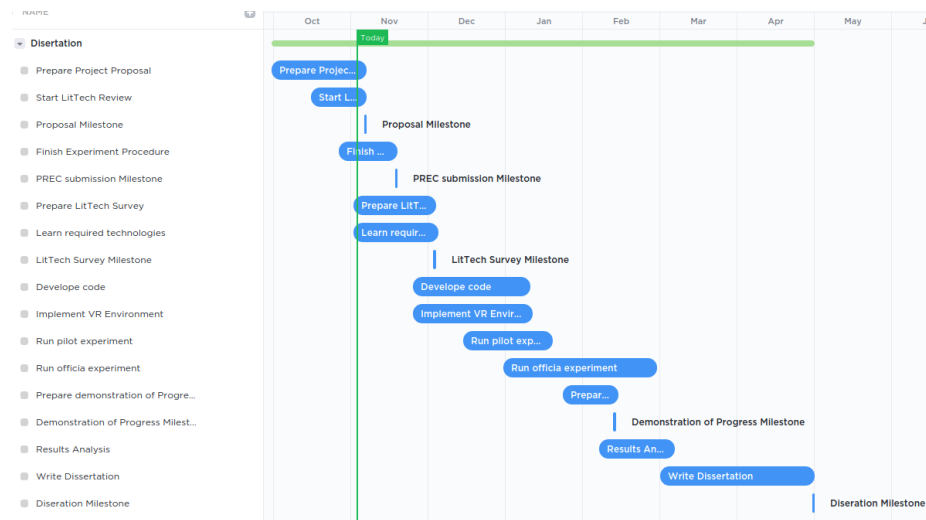 NAME
Oct Nov Dec Jan Feb Mar Apr May J
Today
Disertation
Prepare Project Proposal Prepare Projec...
Start LitTech Review Start L...
Proposal Milestone Proposal Milestone
Finish Experiment Procedure Finish ...
PREC submission Milestone PREC submission Milestone
Prepare LitTech Survey Prepare LitT...
Learn required technologies Learn requir...
LitTech Survey Milestone LitTech Survey Milestone
Develope code Develope code
Implement VR Environment Implement VR Envir...
Run pilot experiment Run pilot exp...
Run officia experiment Run officia experiment
Prepare demonstration of Progre... Prepar...
Demonstration of Progress Milest... Demonstration of Progress Milestone
Results Analysis Results An...
Write Dissertation Write Dissertation
Diseration Milestone Diseration Milestone